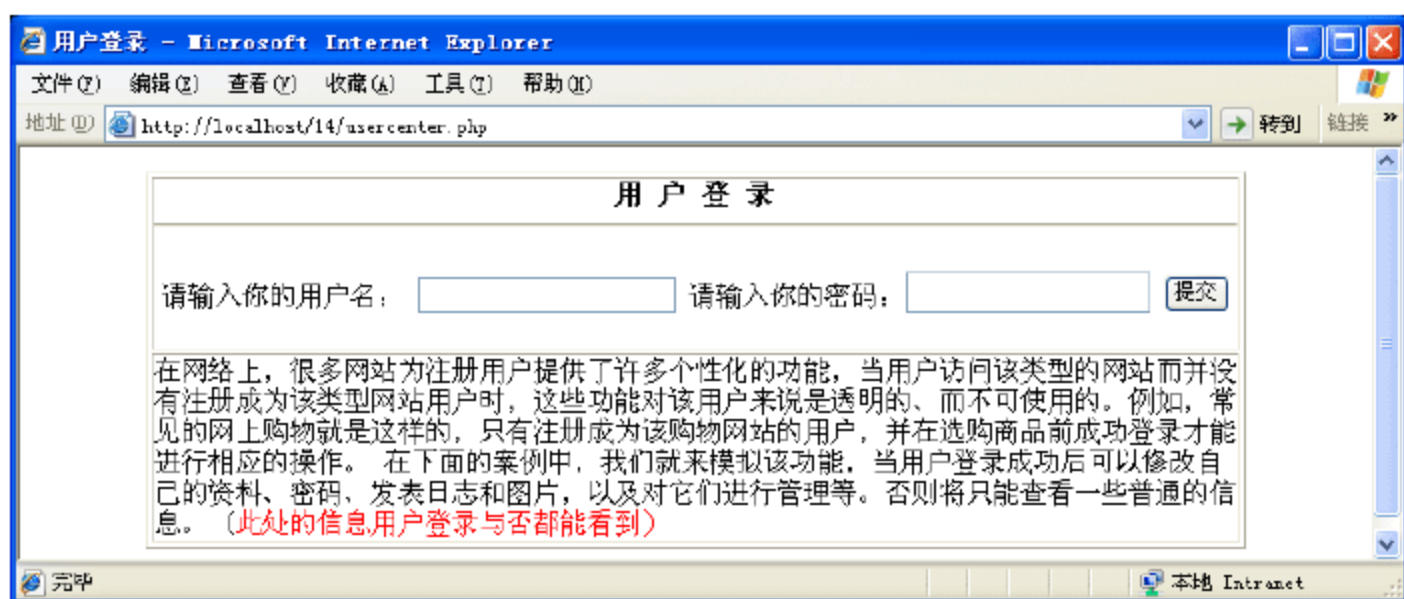 用户登录 - Microsoft Internet Explorer
文件(F) 编辑(E) 查看(V) 收藏(A) 工具(T) 帮助(H)
地址(D) http://localhost/14/usercenter.php 转到 链接 »
用 户 登 录
请输入你的用户名： 请输入你的密码： 提交
在网络上，很多网站为注册用户提供了许多个性化的功能，当用户访问该类型的网站而并没
有注册成为该类型网站用户时，这些功能对该用户来说是透明的、而不可使用的。例如，常
见的网上购物就是这样的，只有注册成为该购物网站的用户，并在选购商品前成功登录才能
进行相应的操作。 在下面的案例中，我们就来模拟该功能，当用户登录成功后可以修改自
己的资料、密码、发表日志和图片，以及对它们进行管理等。否则将只能查看一些普通的信
息。 （此处的信息用户登录与否都能看到）
完毕 本地 Intranet